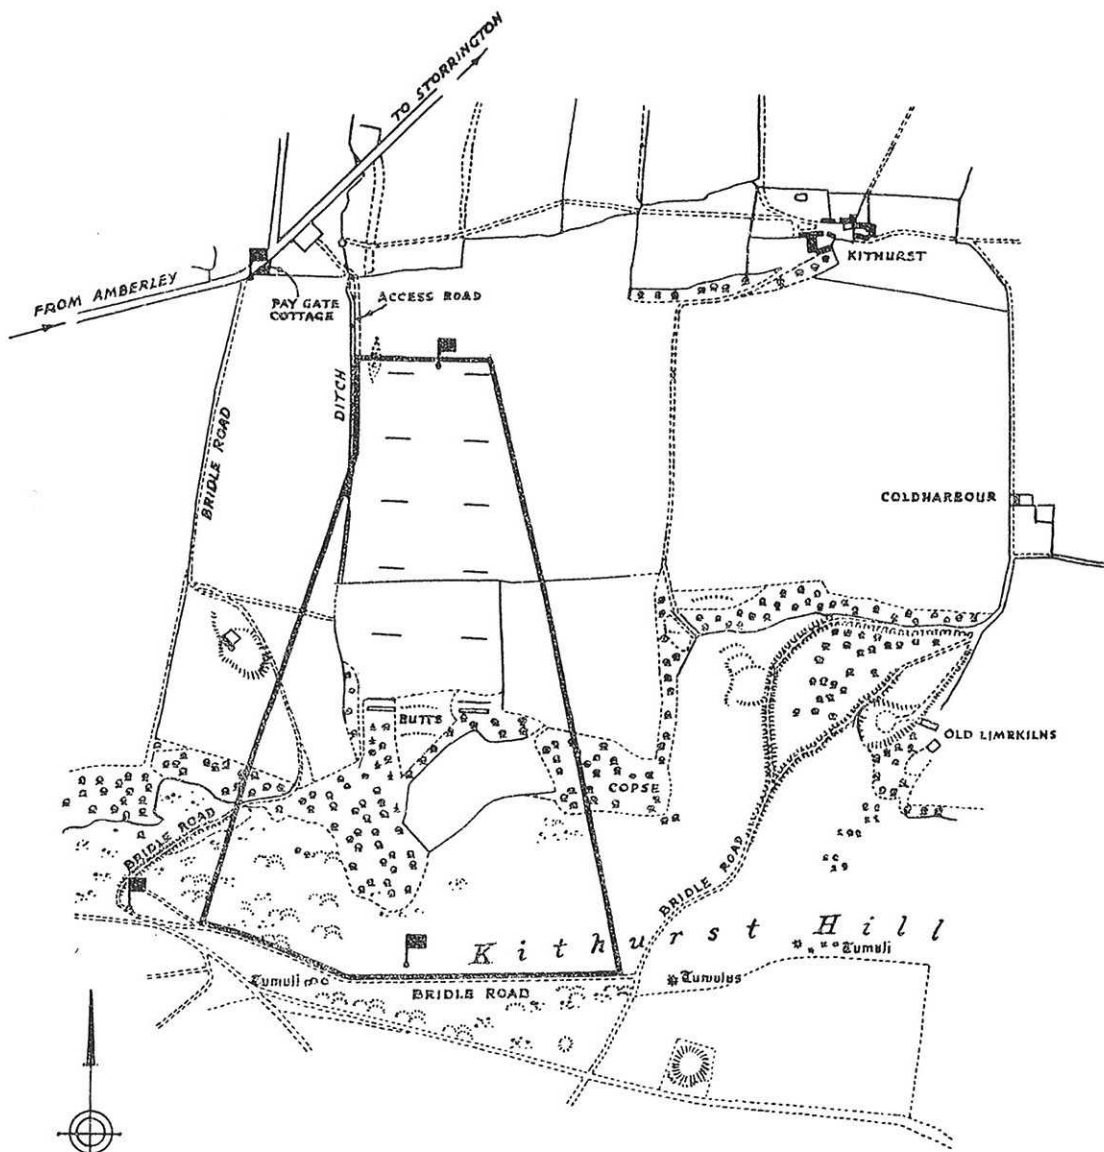 TO STORRINGTON
KITHURST
FROM AMBERLEY
PAY GATE
COTTAGE
ACCESS ROAD
DITCH
BRIDLE ROAD
COLDHARBOUR
BUTTS
OLD LIMEKILNS
COPSE
BRIDLE ROAD
BRIDLE ROAD
Kithurst Hill
Tumuli
Tumuli
Tumulus
BRIDLE ROAD